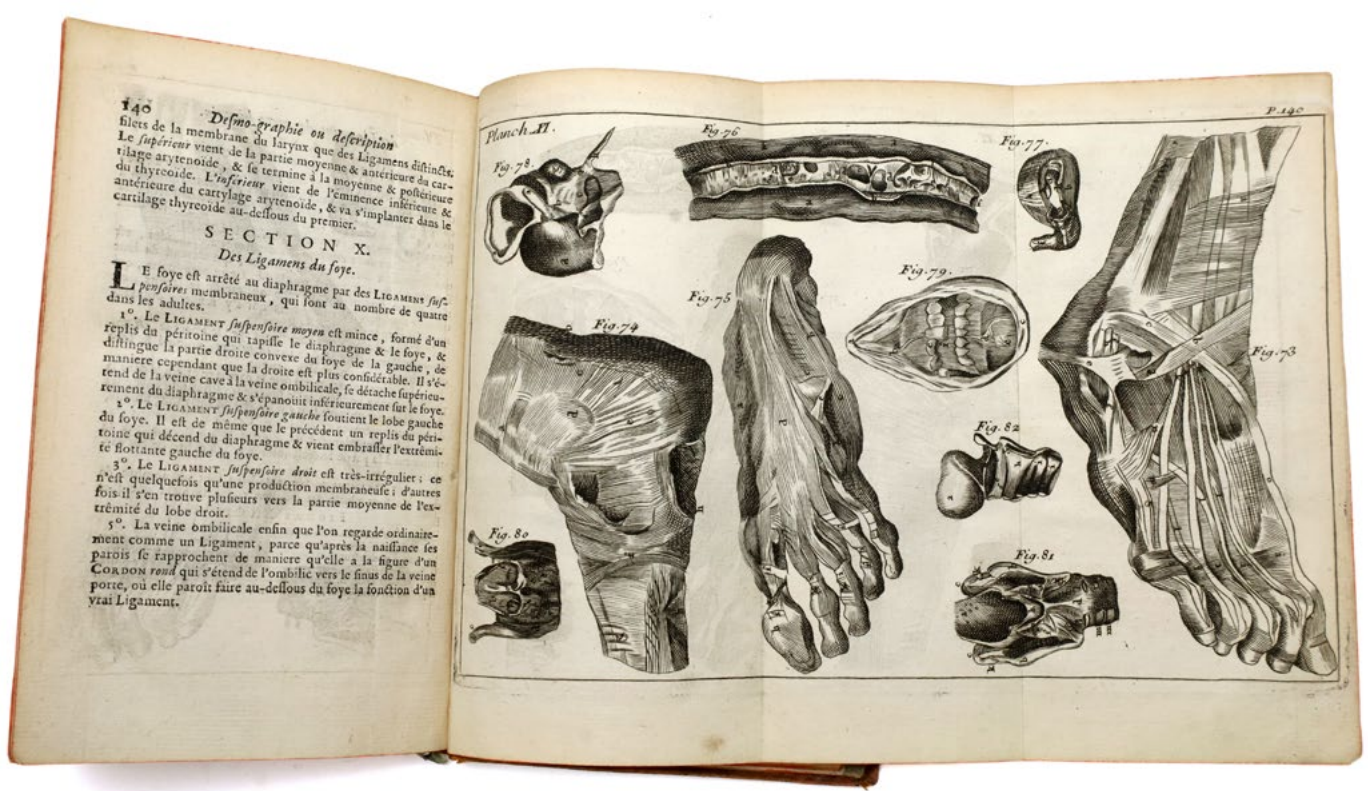 140
Desmo-graphie ou description
filets de la membrane du larynx que des Ligamens distincts.
Le supérieur vient de la partie moyenne & antérieure du car-
tilage arytenoïde, & se termine à la moyenne & postérieure
du thyreoïde. L'inférieur vient de l'éminence inférieure &
antérieure du cartylage arytenoïde, & va s'implanter dans le
cartilage thyreoïde au-dessous du premier.
SECTION X.
Des Ligamens du foye.
LE foye est arrêté au diaphragme par des LIGAMENS sus-
pensoires membraneux, qui sont au nombre de quatre
dans les adultes.
1°. Le LIGAMENT suspensoire moyen est mince, formé d'un
replis du péritoine qui tapisse le diaphragme & le foye, &
distingue la partie droite convexe du foye de la gauche, de
maniere cependant que la droite est plus considérable. Il s'é-
tend de la veine cave à la veine ombilicale, se détache supérieu-
rement du diaphragme & s'épanouit inférieurement sur le foye.
2°. Le LIGAMENT suspensoire gauche soutient le lobe gauche
du foye. Il est de même que le précédent un replis du péri-
toine qui décend du diaphragme & vient embrasser l'extrêmi-
té flottante gauche du foye.
3°. Le LIGAMENT suspensoire droit est très-irrégulier; ce
n'est quelquefois qu'une production membraneuse; d'autres
fois il s'en trouve plusieurs vers la partie moyenne de l'ex-
trêmité du lobe droit.
5°. La veine ombilicale enfin que l'on regarde ordinaire-
ment comme un Ligament, parce qu'après la naissance ses
parois se rapprochent de maniere qu'elle a la figure d'un
CORDON rond qui s'étend de l'ombilic vers le sinus de la veine
porte, où elle paroît faire au-dessous du foye la fonction d'un
vrai Ligament.
P. 140
Planch. II.
Fig. 76
Fig. 77.
Fig. 78.
Fig. 79.
Fig. 75
Fig. 74
Fig. 73
Fig. 82
Fig. 80
Fig. 81